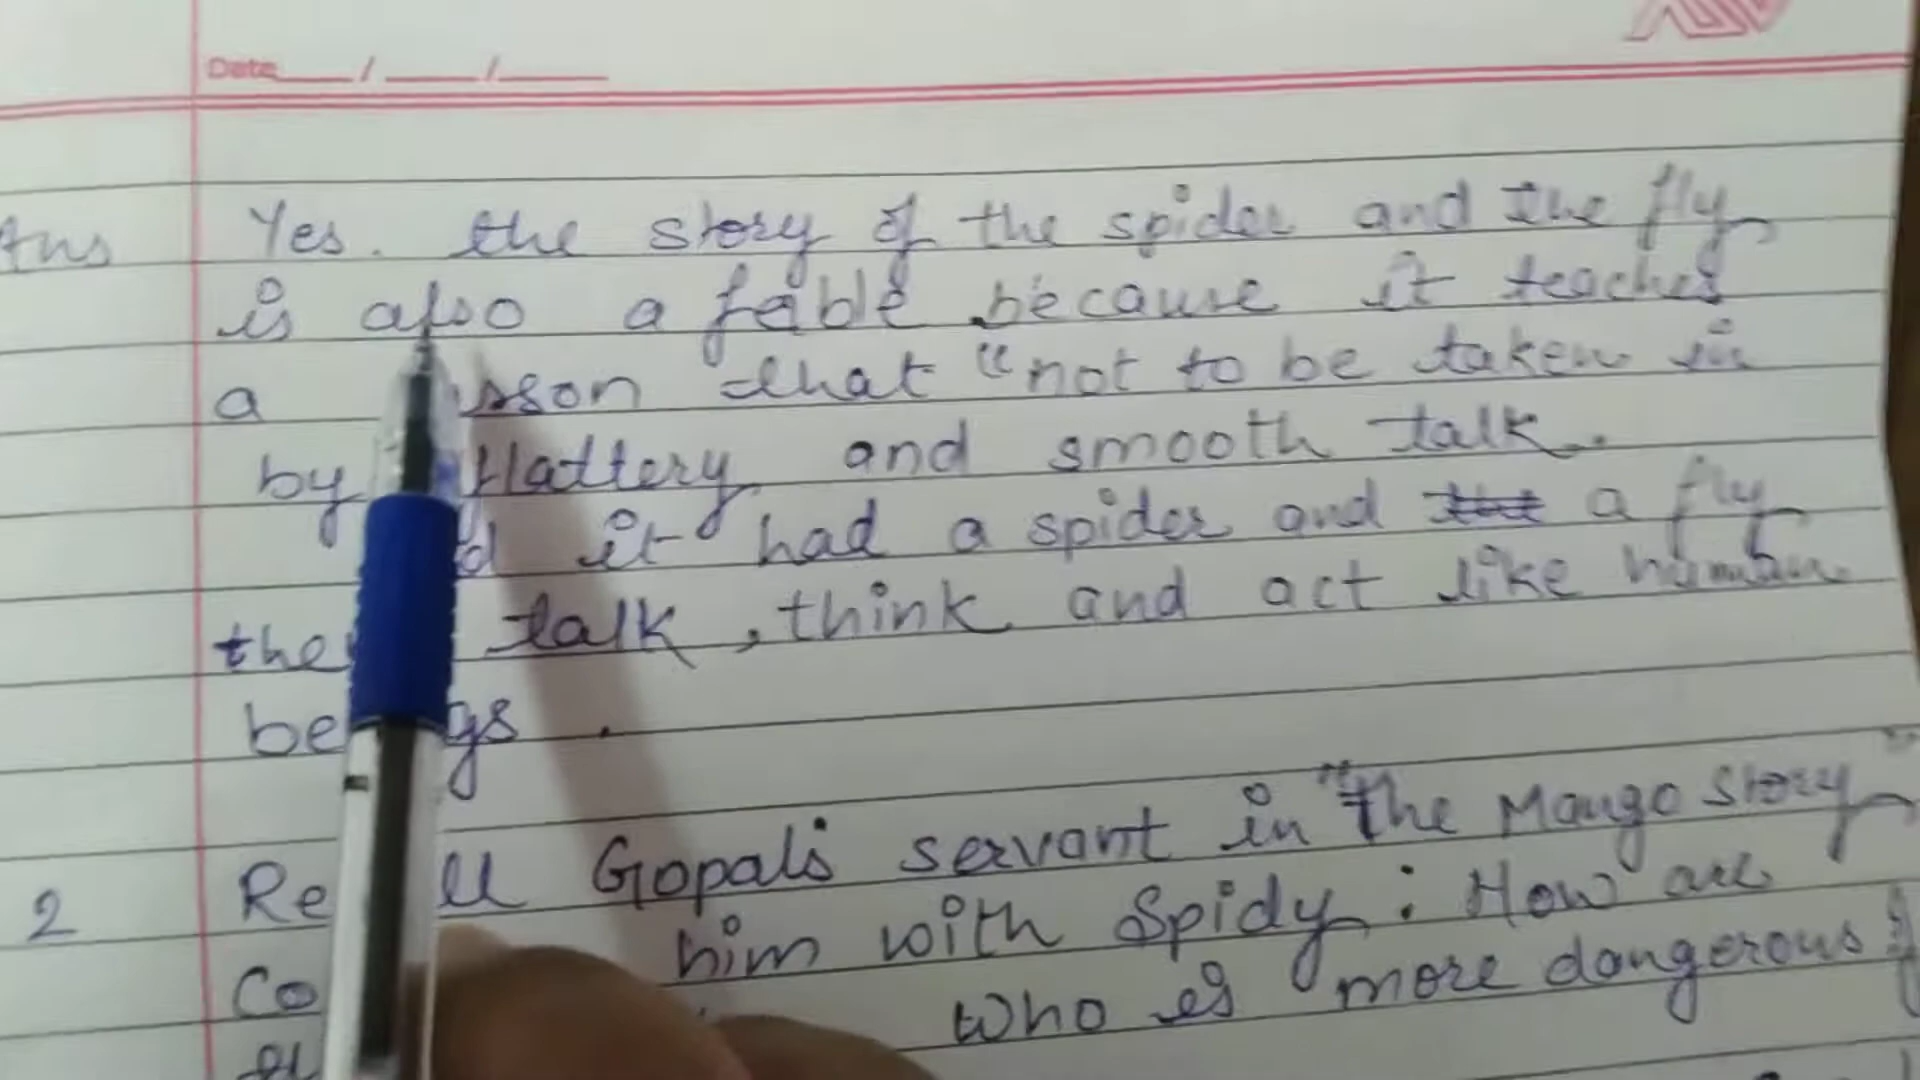 Date / /
Ans Yes. the story of the spider and the fly
is also a fable because it teaches
a sson that "not to be taken in
by flattery and smooth talk.
d it had a spider and a fly
the talk, think and act like human
be gs.
2 Re ll Gopal's servant in "The Mango Story"
Co him with Spidy: How are
Who is more dangerous